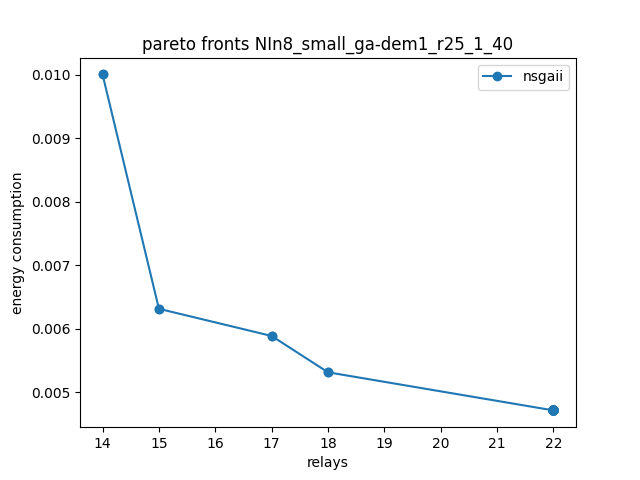 pareto fronts NIn8_small_ga-dem1_r25_1_40
nsgaii
energy consumption
0.010
0.009
0.008
0.007
0.006
0.005
14 15 16 17 18 19 20 21 22
relays